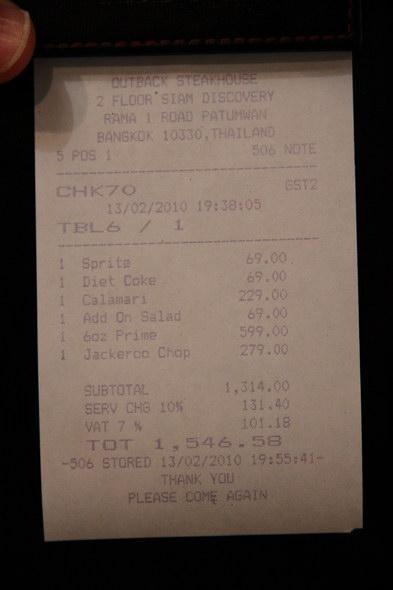 OUTBACK STEAKHOUSE
2 FLOOR SIAM DISCOVERY
RAMA 1 ROAD PATUMWAN
BANGKOK 10330,THAILAND
5 POS 1 506 NOTE
CHK70 GST2
13/02/2010 19:38:05
TBL6 / 1
1 Sprite 69.00
1 Diet Coke 69.00
1 Calamari 229.00
1 Add On Salad 69.00
1 6oz Prime 599.00
1 Jackeroo Chop 279.00
SUBTOTAL 1,314.00
SERV CHG 10% 131.40
VAT 7 % 101.18
TOT 1,546.58
-506 STORED 13/02/2010 19:55:41-
THANK YOU
PLEASE COME AGAIN